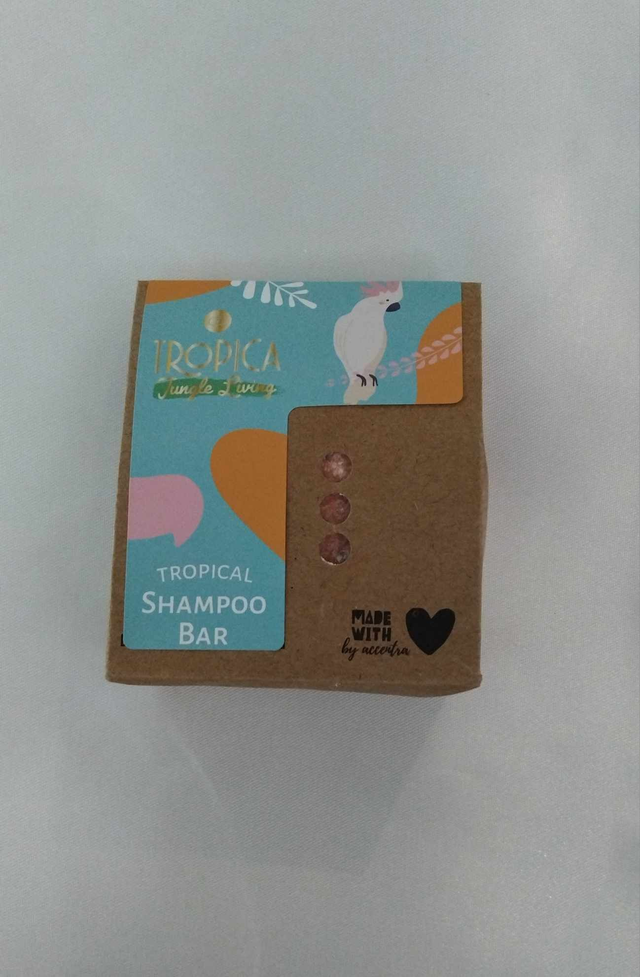 TROPICA
Jungle Living
TROPICAL
SHAMPOO
BAR
MADE
WITH
by accentra